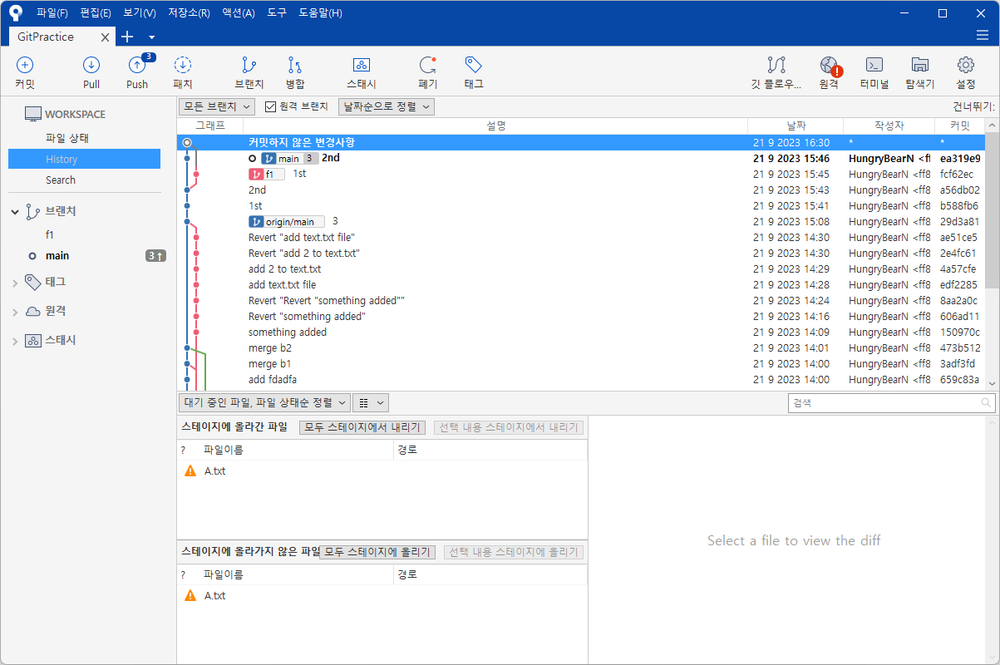 파일(F) 편집(E) 보기(V) 저장소(R) 액션(A) 도구 도움말(H)
GitPractice
3
커밋 Pull Push 패치 브랜치 병합 스태시 폐기 태그 깃 플로우... 원격 터미널 탐색기 설정
WORKSPACE
파일 상태
History
Search
브랜치
f1
main 3↑
태그
원격
스태시
모든 브랜치 원격 브랜치 날짜순으로 정렬 건너뛰기:
그래프 설명 날짜 작성자 커밋
커밋하지 않은 변경사항 21 9 2023 16:30 * *
main 3 2nd 21 9 2023 15:46 HungryBearN <ff ea319e9
f1 1st 21 9 2023 15:45 HungryBearN <ff8 fcf62ec
2nd 21 9 2023 15:43 HungryBearN <ff8 a56db02
1st 21 9 2023 15:41 HungryBearN <ff8 b588fb6
origin/main 3 21 9 2023 15:08 HungryBearN <ff8 29d3a81
Revert "add text.txt file" 21 9 2023 14:30 HungryBearN <ff8 ae51ce5
Revert "add 2 to text.txt" 21 9 2023 14:30 HungryBearN <ff8 2e4fc61
add 2 to text.txt 21 9 2023 14:29 HungryBearN <ff8 4a57cfe
add text.txt file 21 9 2023 14:28 HungryBearN <ff8 edf2285
Revert "Revert "something added"" 21 9 2023 14:24 HungryBearN <ff8 8aa2a0c
Revert "something added" 21 9 2023 14:16 HungryBearN <ff8 606ad11
something added 21 9 2023 14:09 HungryBearN <ff8 150970c
merge b2 21 9 2023 14:01 HungryBearN <ff8 473b512
merge b1 21 9 2023 14:00 HungryBearN <ff8 3adf3fd
add fdadfa 21 9 2023 14:00 HungryBearN <ff8 659c83a
대기 중인 파일, 파일 상태순 정렬 검색
스테이지에 올라간 파일 모두 스테이지에서 내리기 선택 내용 스테이지에서 내리기
? 파일이름 경로
A.txt
스테이지에 올라가지 않은 파일 모두 스테이지에 올리기 선택 내용 스테이지에 올리기
? 파일이름 경로
A.txt
Select a file to view the diff